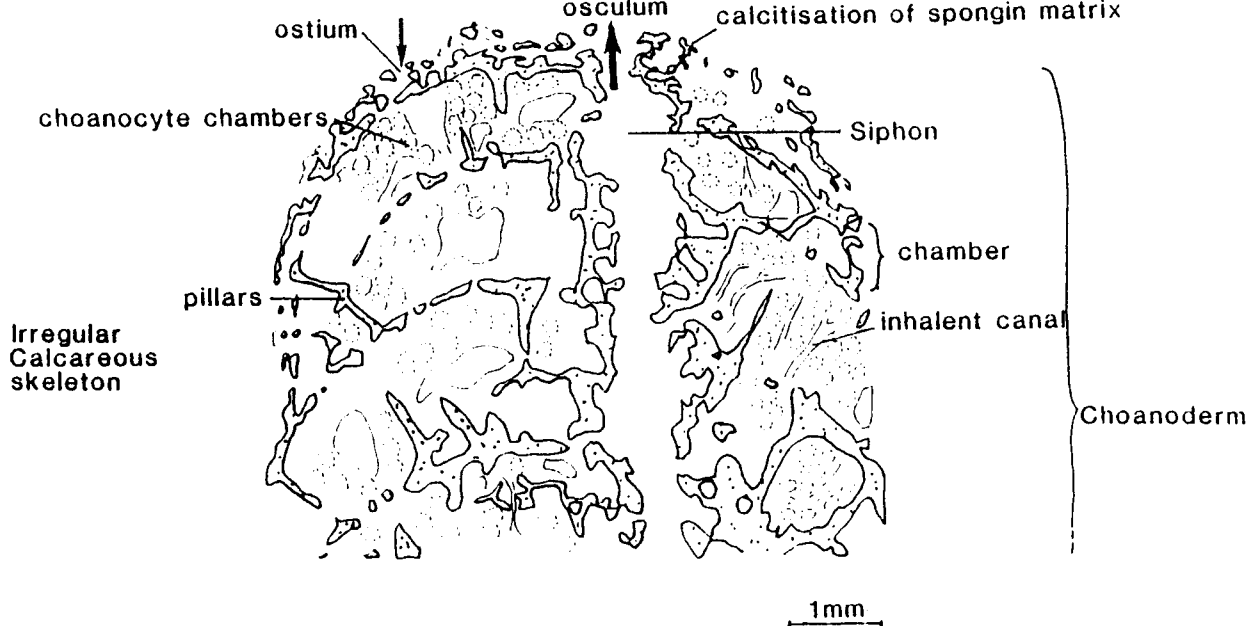 osculum
calcitisation of spongin matrix
ostium
choanocyte chambers
Siphon
chamber
pillars
inhalent canal
Irregular
Calcareous
skeleton
Choanoderm
1mm